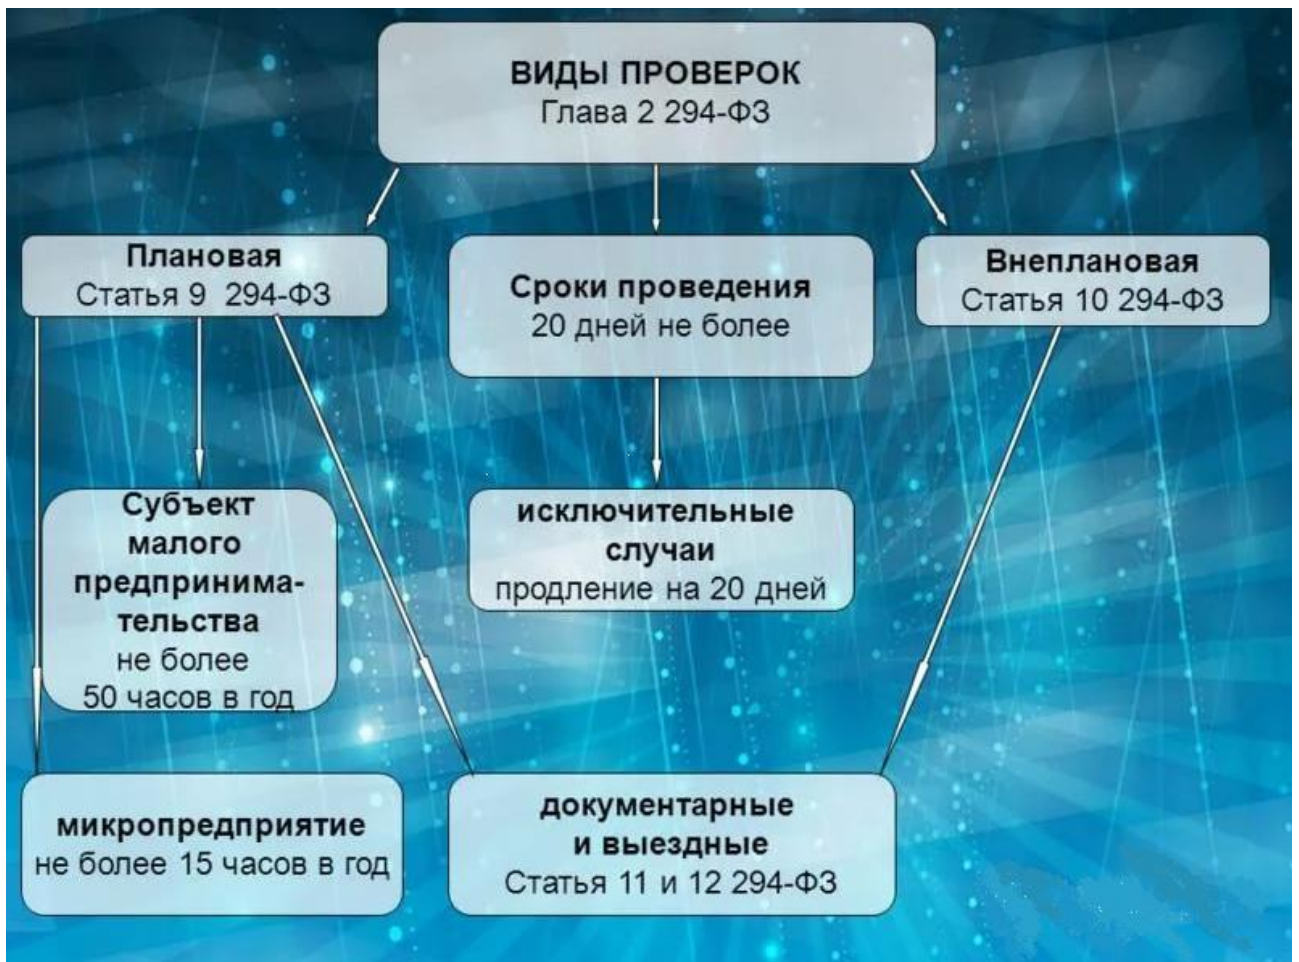 ВИДЫ ПРОВЕРОК
Глава 2 294-ФЗ
Плановая
Статья 9 294-ФЗ
Сроки проведения
20 дней не более
Внеплановая
Статья 10 294-ФЗ
Субъект
малого
предпринима-
тельства
не более
50 часов в год
исключительные
случаи
продление на 20 дней
микропредприятие
не более 15 часов в год
документарные
и выездные
Статья 11 и 12 294-ФЗ